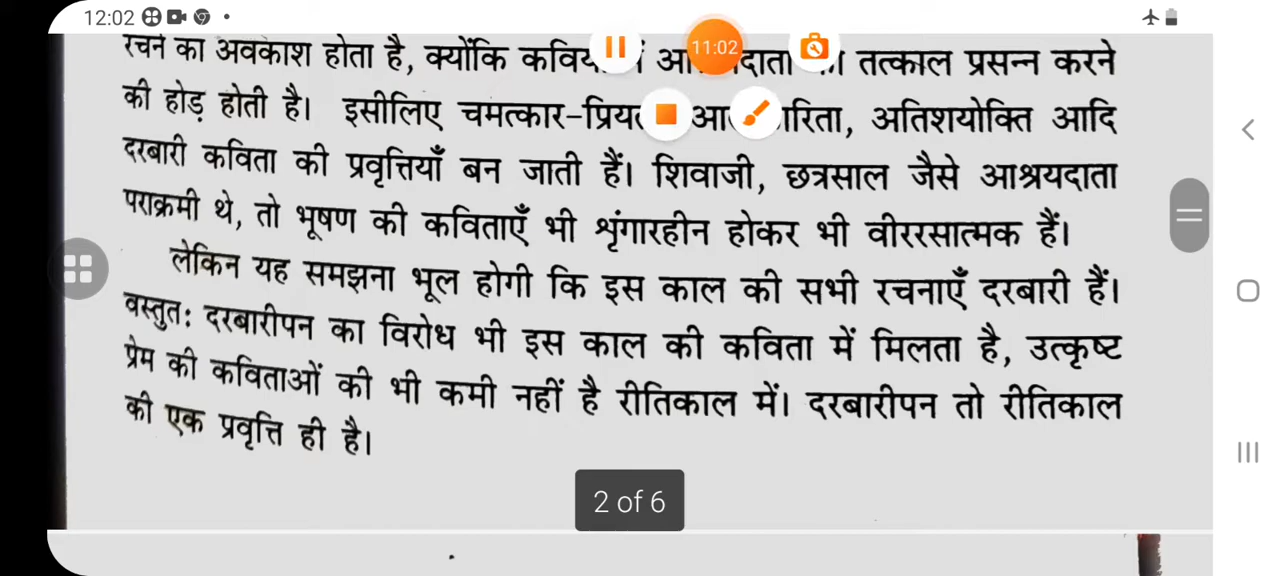 12:02
रचने का अवकाश होता है, क्योंकि तत्काल प्रसन्न करने
11:02
की होड़ होती है। इसीलिए अतिशयोक्ति आदि
दरबारी कविता की प्रवृत्तियाँ बन जाती हैं। शिवाजी, छत्रसाल जैसे आश्रयदाता
पराक्रमी थे, तो भूषण की कविताएँ भी शृंगारहीन होकर भी वीररसात्मक हैं।
लेकिन यह समझना भूल होगी कि इस काल की सभी रचनाएँ दरबारी हैं।
वस्तुतः दरबारीपन का विरोध भी इस काल की कविता में मिलता है, उत्कृष्ट
प्रेम की कविताओं की भी कमी नहीं है रीतिकाल में। दरबारीपन तो रीतिकाल
की एक प्रवृत्ति ही है।
2 of 6